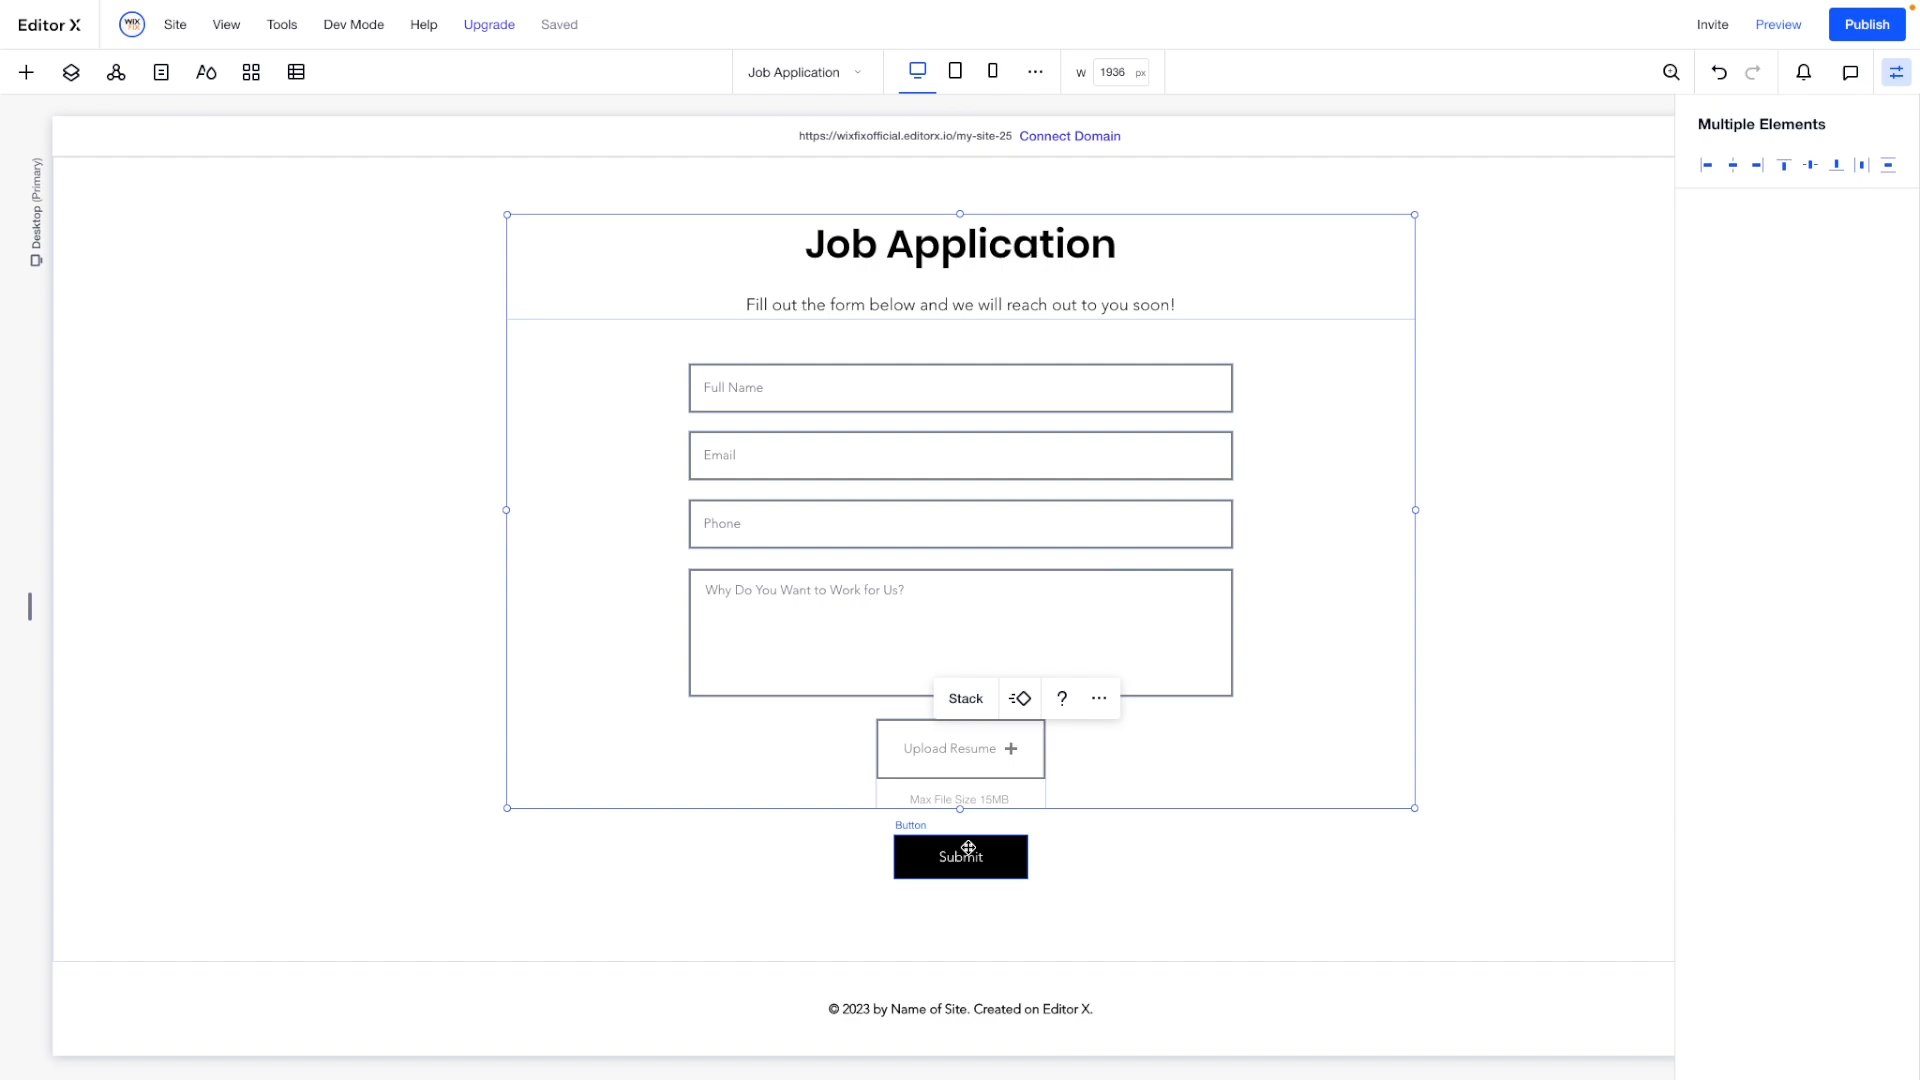 Editor X
WIX
FIX
Site
View
Tools
Dev Mode
Help
Upgrade
Saved
Invite
Preview
Publish
Job Application
W
1936
px
Multiple Elements
https://wixfixofficial.editorx.io/my-site-25
Connect Domain
Desktop (Primary)
Job Application
Fill out the form below and we will reach out to you soon!
Full Name
Email
Phone
Why Do You Want to Work for Us?
Stack
?
Upload Resume +
Max File Size 15MB
Button
Submit
© 2023 by Name of Site. Created on Editor X.